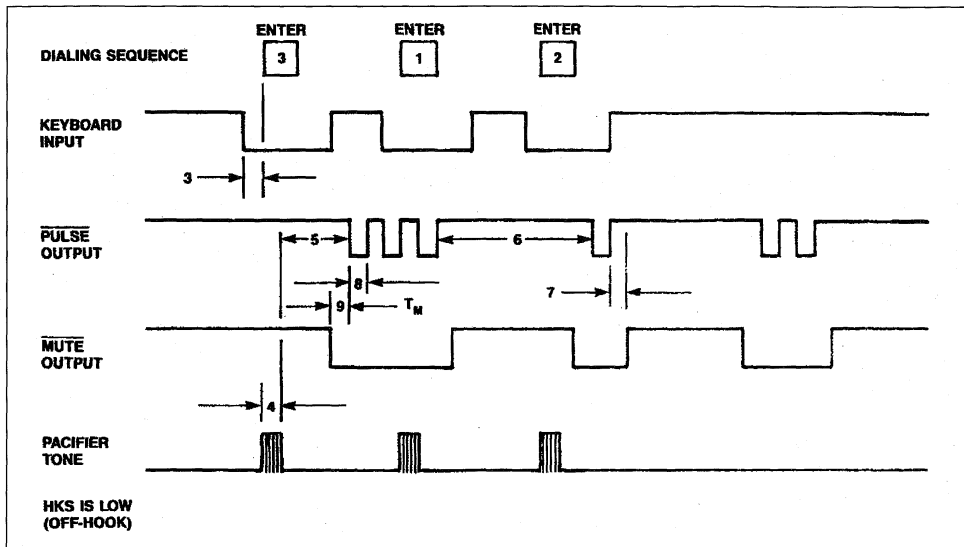 ENTER ENTER ENTER
DIALING SEQUENCE 3 1 2
KEYBOARD
INPUT
3
PULSE
OUTPUT
5 6
8 7
9 T_M
MUTE
OUTPUT
4
PACIFIER
TONE
HKS IS LOW
(OFF-HOOK)